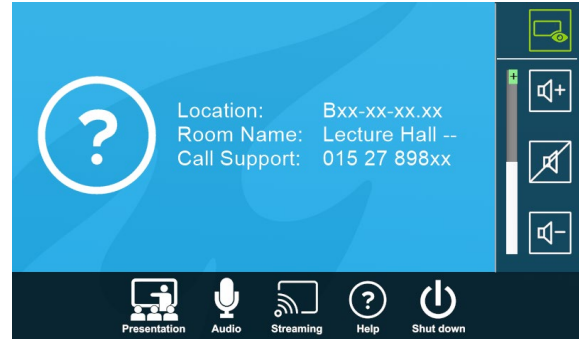 Location: Bxx-xx-xx.xx
Room Name: Lecture Hall --
Call Support: 015 27 898xx
Presentation Audio Streaming Help Shut down